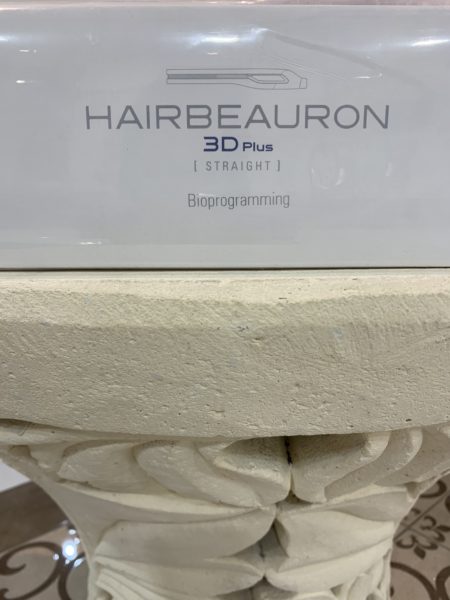 HAIRBEAURON
3D Plus
[ STRAIGHT ]
Bioprogramming